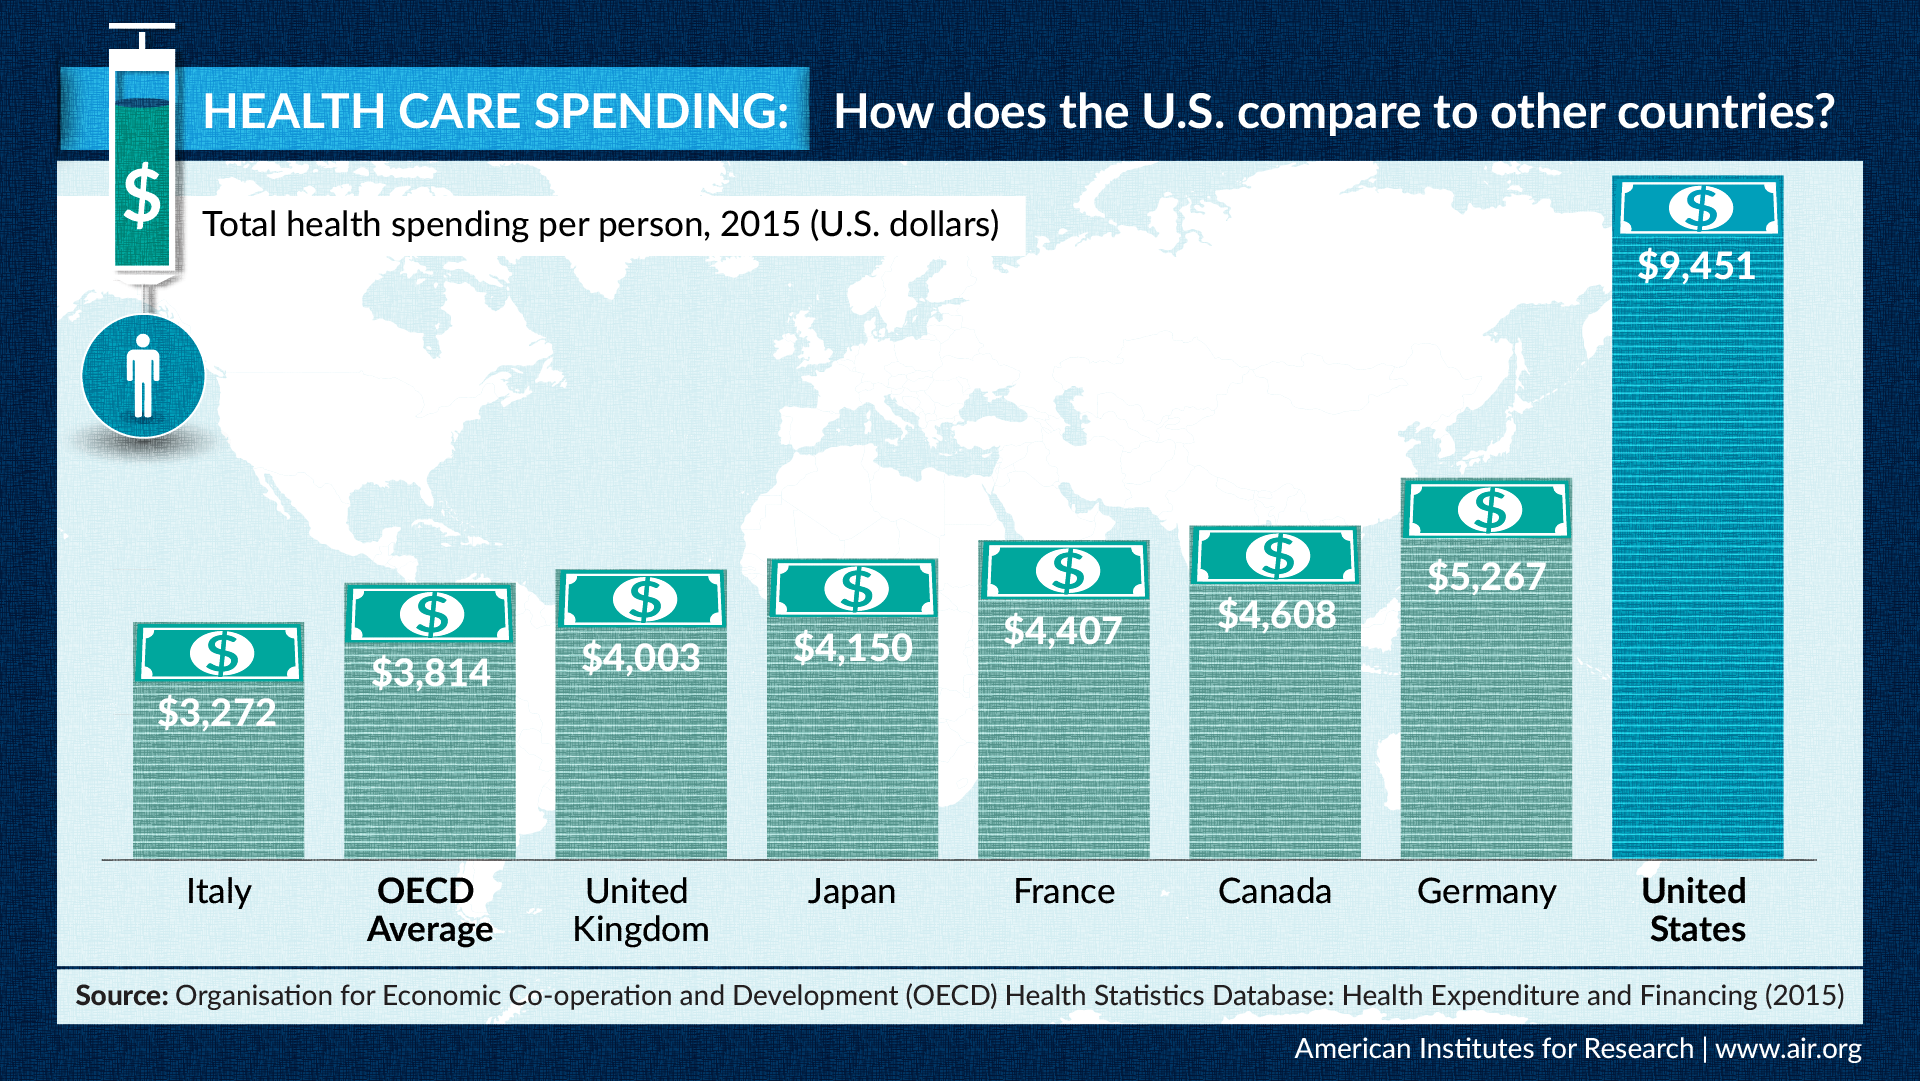 HEALTH CARE SPENDING: How does the U.S. compare to other countries?
$
Total health spending per person, 2015 (U.S. dollars)
$
$3,272
$
$3,814
$
$4,003
$
$4,150
$
$4,407
$
$4,608
$
$5,267
$
$9,451
Italy
OECD
Average
United
Kingdom
Japan
France
Canada
Germany
United
States
Source: Organisation for Economic Co-operation and Development (OECD) Health Statistics Database: Health Expenditure and Financing (2015)
American Institutes for Research | www.air.org